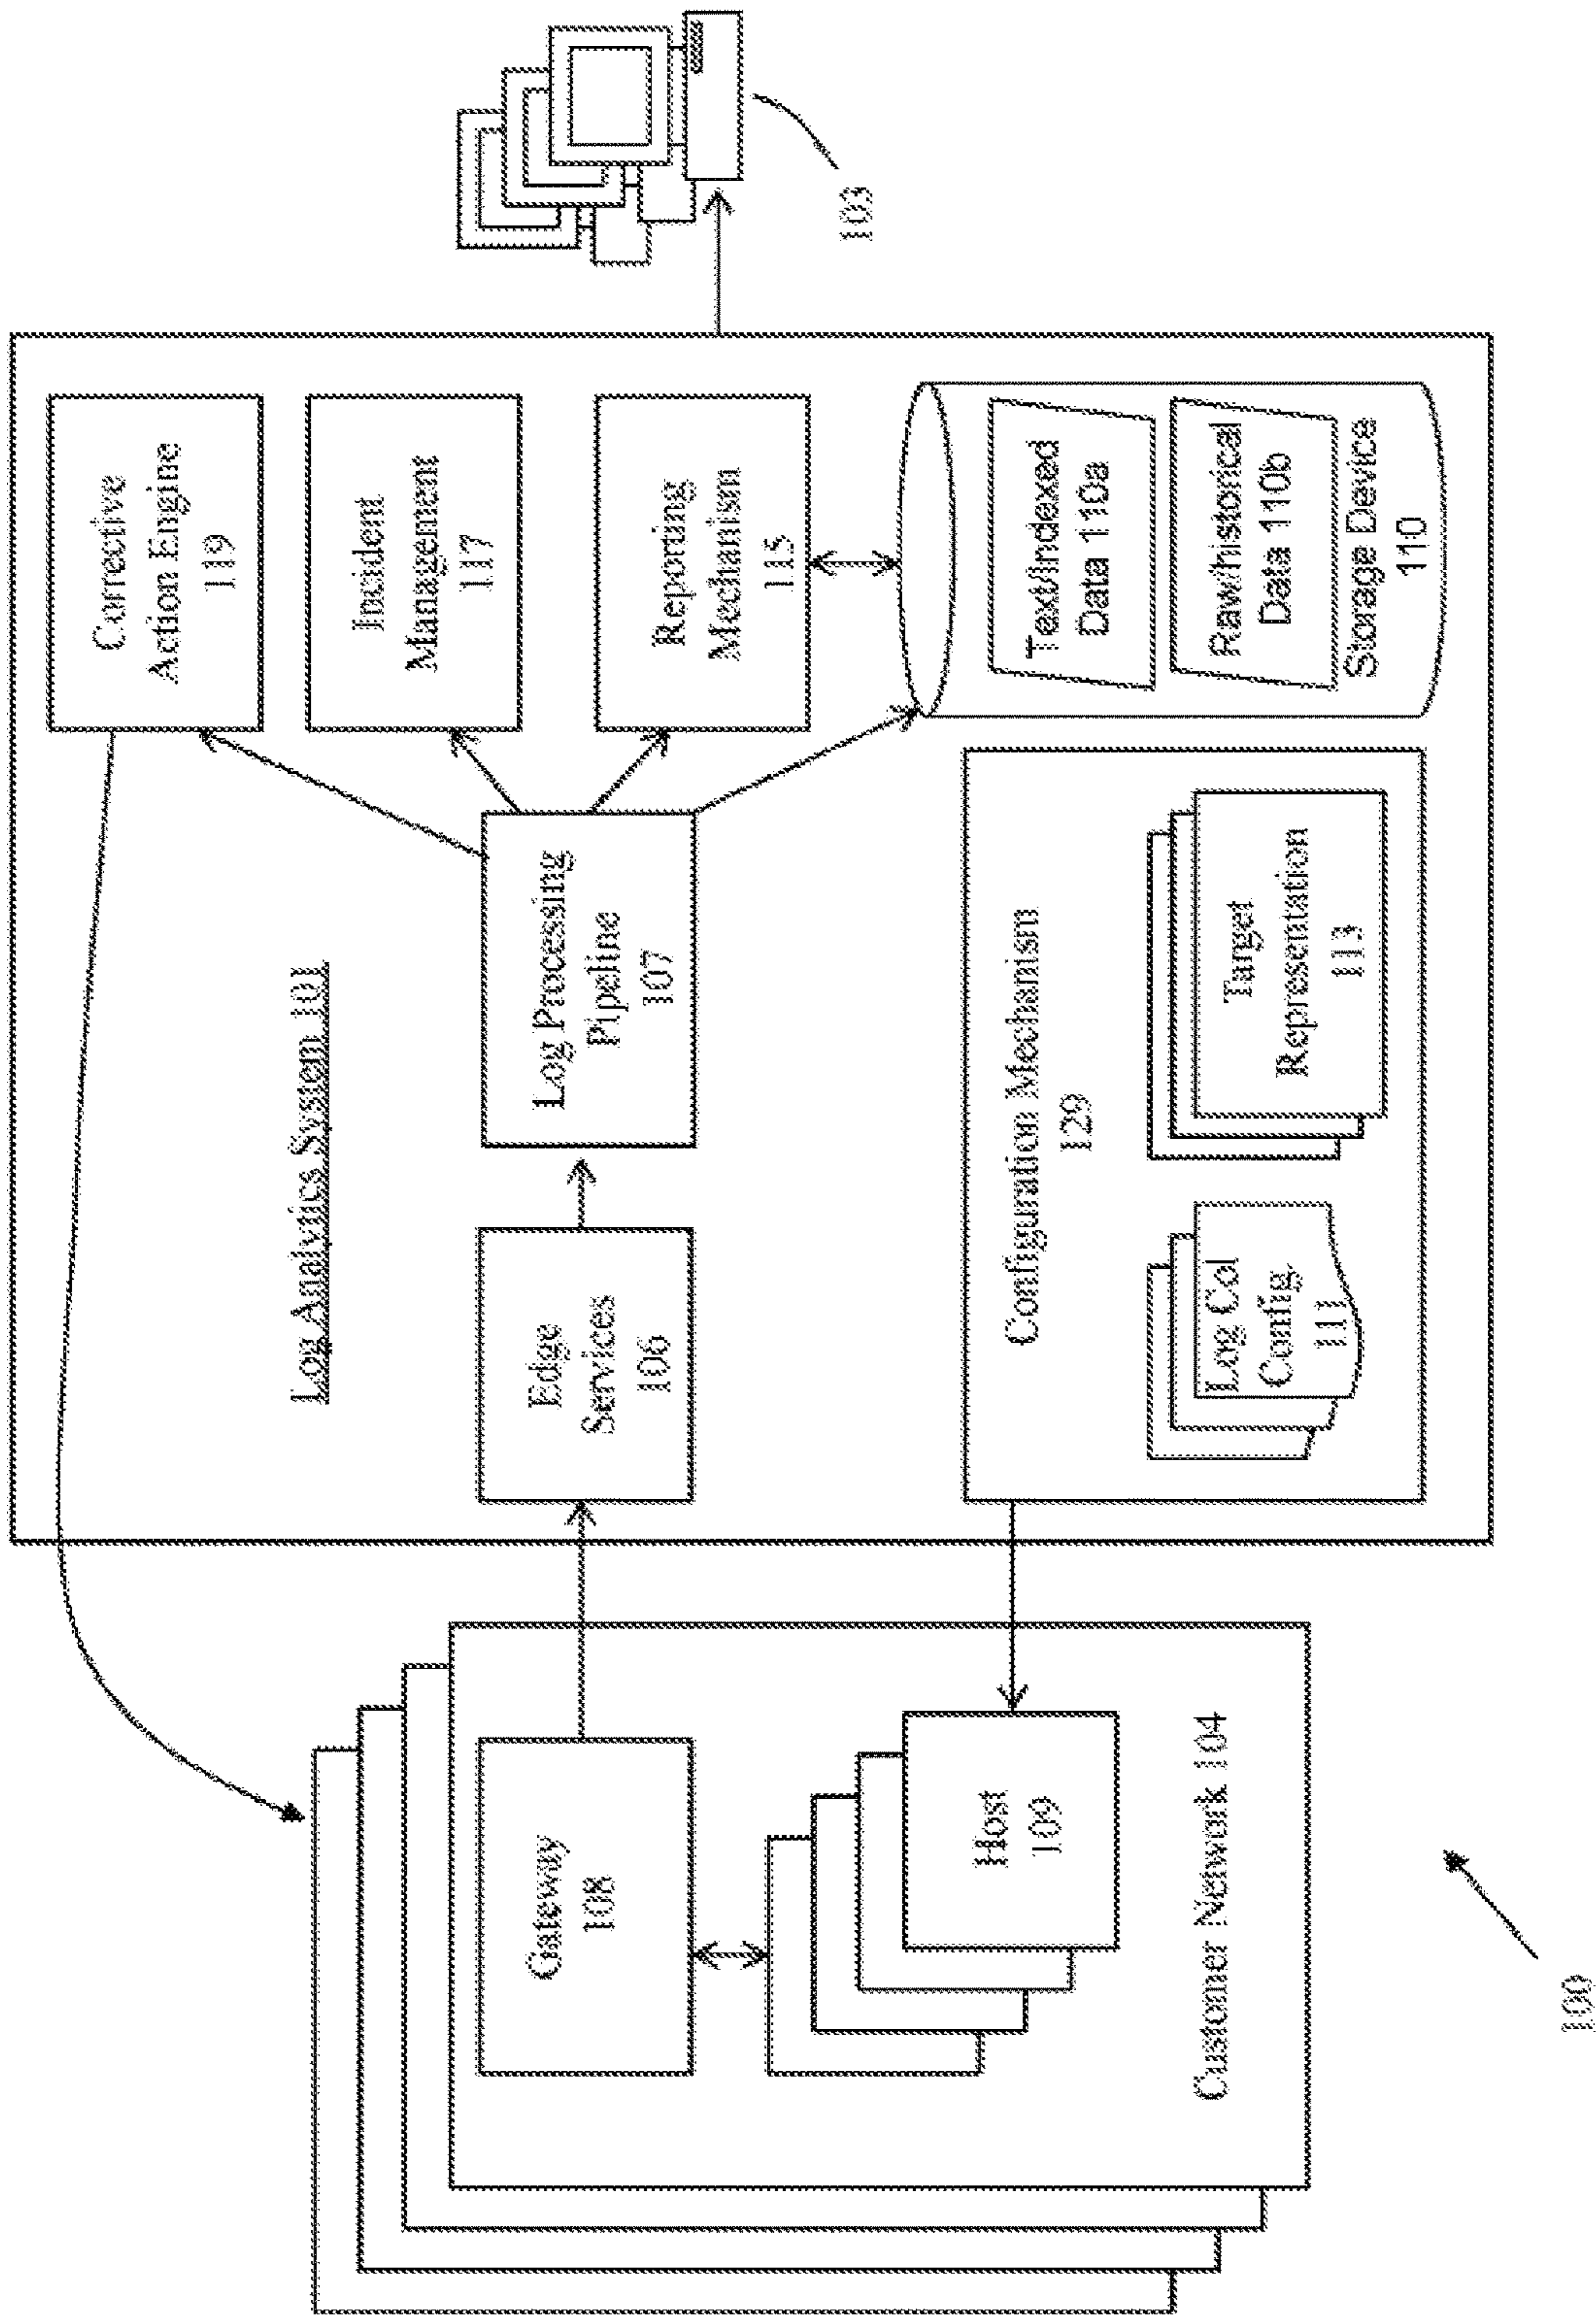 Log Analytics System 101
Corrective
Action Engine
119
Incident
Management
117
Reporting
Mechanism
115
Log Processing
Pipeline
107
Edge
Services
106
Gateway
108
Host
109
Customer Network 104
Configuration Mechanism
129
Log Col
Config.
111
Target
Representation
113
Text/Indexed
Data 110a
Raw/historical
Data 110b
Storage Device
110
103
100